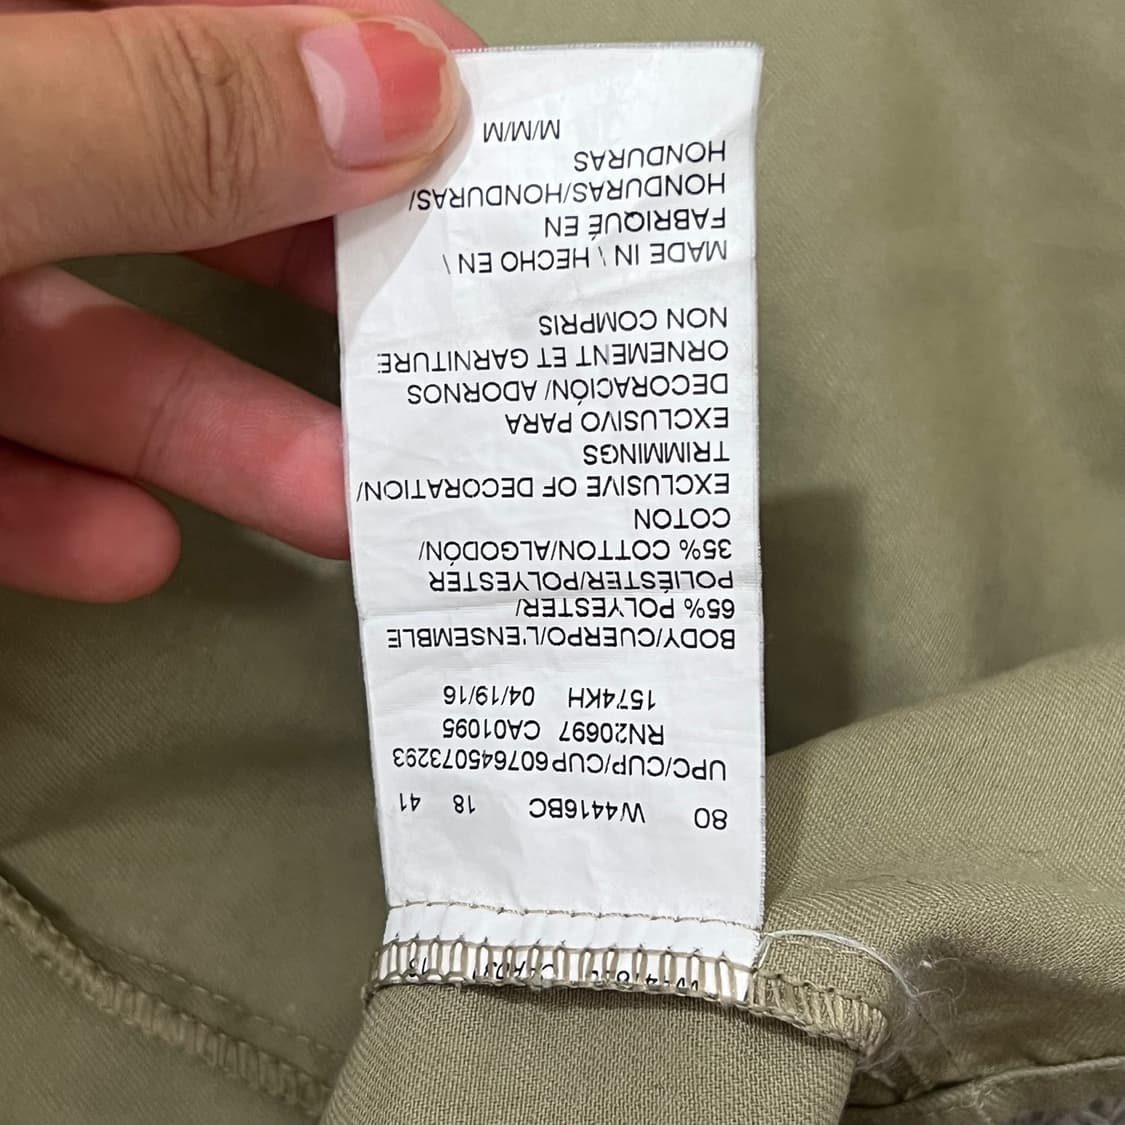 80 W4416BC 18 41
UPC/CUP/CUP 607645073293
RN20697 CA01095
1574KH 04/19/16
BODY/CUERPO/L'ENSEMBLE
65% POLYESTER/
POLIÉSTER/POLYESTER
35% COTTON/ALGODÓN/
COTON
EXCLUSIVE OF DECORATION/
TRIMMINGS
EXCLUSIVO PARA
DECORACIÓN/ ADORNOS
ORNEMENT ET GARNITURE
NON COMPRIS
MADE IN \ HECHO EN \
FABRIQUÉ EN
HONDURAS/HONDURAS/
HONDURAS
M/M/M